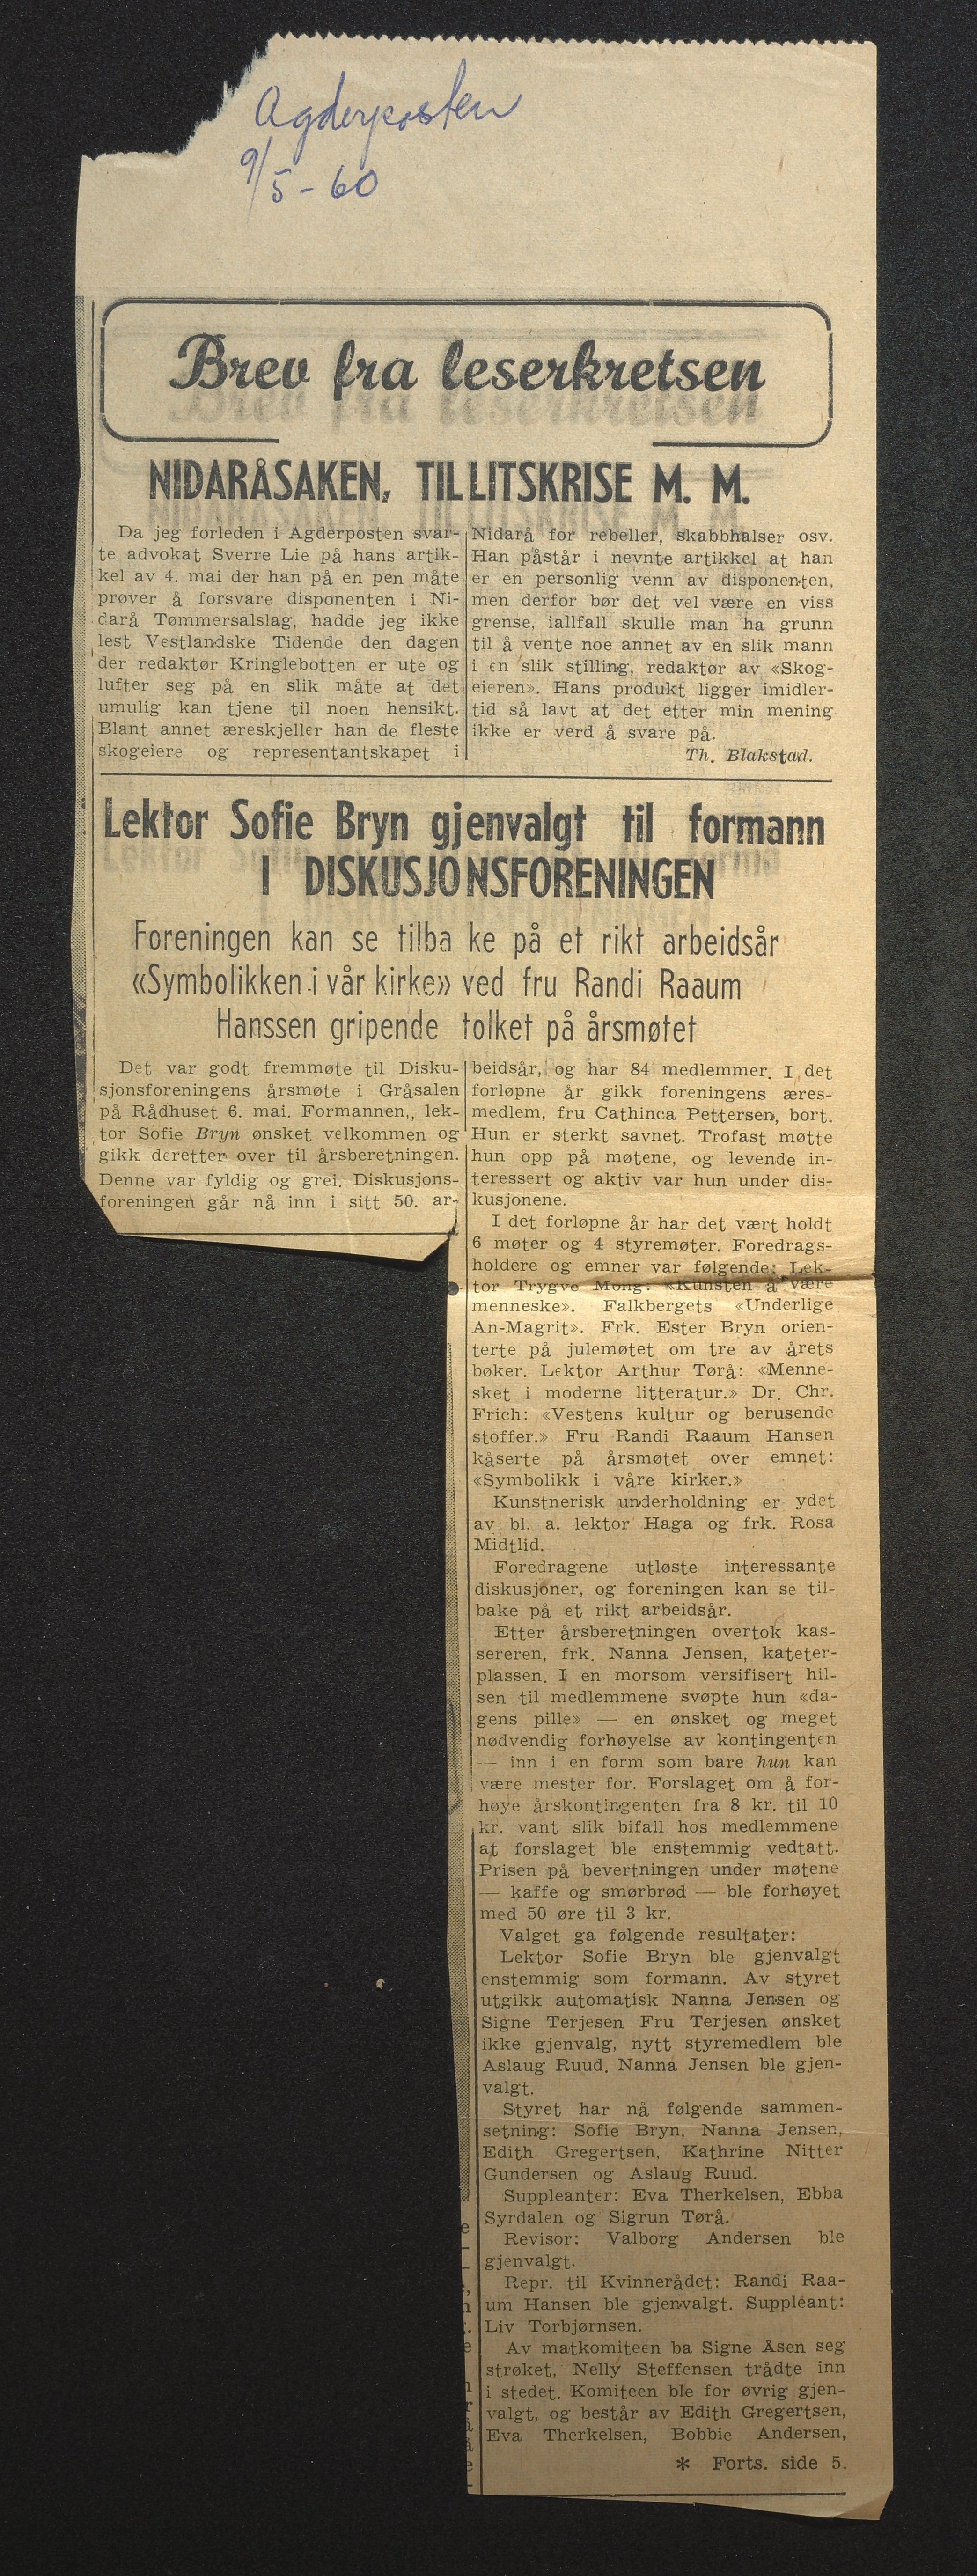 Agderposten
9/5-60
Brev fra leserkretsen
NIDARÅSAKEN, TILLITSKRISE M. M.
Da jeg forleden i Agderposten svar-
te advokat Sverre Lie på hans artik-
kel av 4. mai der han på en pen måte
prøver å forsvare disponenten i Ni-
darå Tømmersalslag, hadde jeg ikke
lest Vestlandske Tidende den dagen
der redaktør Kringlebotten er ute og
lufter seg på en slik måte at det
umulig kan tjene til noen hensikt.
Blant annet æreskjeller han de fleste
skogeiere og representantskapet i
Nidarå for rebeller, skabbhalser osv.
Han påstår i nevnte artikkel at han
er en personlig venn av disponenten,
men derfor bør det vel være en viss
grense, iallfall skulle man ha grunn
til å vente noe annet av en slik mann
i en slik stilling, redaktør av «Skog-
eieren». Hans produkt ligger imidler-
tid så lavt at det etter min mening
ikke er verd å svare på.
Th. Blakstad.
Lektor Sofie Bryn gjenvalgt til formann
I DISKUSJONSFORENINGEN
Foreningen kan se tilba ke på et rikt arbeidsår
«Symbolikken i vår kirke» ved fru Randi Raaum
Hanssen gripende tolket på årsmøtet
Det var godt fremmøte til Disku-
sjonsforeningens årsmøte i Gråsalen
på Rådhuset 6. mai. Formannen,, lek-
tor Sofie Bryn ønsket velkommen og
gikk deretter over til årsberetningen.
Denne var fyldig og grei. Diskusjons-
foreningen går nå inn i sitt 50. ar-
beidsår, og har 84 medlemmer. I det
forløpne år gikk foreningens æres-
medlem, fru Cathinca Pettersen, bort.
Hun er sterkt savnet. Trofast møtte
hun opp på møtene, og levende in-
teressert og aktiv var hun under dis-
kusjonene.
I det forløpne år har det vært holdt
6 møter og 4 styremøter. Foredrags-
holdere og emner var følgende: Lek-
tor Trygve Mong: «Kunsten å være
menneske». Falkbergets «Underlige
An-Magrit». Frk. Ester Bryn orien-
terte på julemøtet om tre av årets
bøker. Lektor Arthur Tørå: «Menne-
sket i moderne litteratur.» Dr. Chr.
Frich: «Vestens kultur og berusende
stoffer.» Fru Randi Raaum Hansen
kåserte på årsmøtet over emnet:
«Symbolikk i våre kirker.»
Kunstnerisk underholdning er ydet
av bl. a. lektor Haga og frk. Rosa
Midtlid.
Foredragene utløste interessante
diskusjoner, og foreningen kan se til-
bake på et rikt arbeidsår.
Etter årsberetningen overtok kas-
sereren, frk. Nanna Jensen, kateter-
plassen. I en morsom versifisert hil-
sen til medlemmene svøpte hun «da-
gens pille» — en ønsket og meget
nødvendig forhøyelse av kontingenten
— inn i en form som bare hun kan
være mester for. Forslaget om å for-
høye årskontingenten fra 8 kr. til 10
kr. vant slik bifall hos medlemmene
at forslaget ble enstemmig vedtatt.
Prisen på bevertningen under møtene
— kaffe og smørbrød — ble forhøyet
med 50 øre til 3 kr.
Valget ga følgende resultater:
Lektor Sofie Bryn ble gjenvalgt
enstemmig som formann. Av styret
utgikk automatisk Nanna Jensen og
Signe Terjesen Fru Terjesen ønsket
ikke gjenvalg, nytt styremedlem ble
Aslaug Ruud. Nanna Jensen ble gjen-
valgt.
Styret har nå følgende sammen-
setning: Sofie Bryn, Nanna Jensen,
Edith Gregertsen, Kathrine Nitter
Gundersen og Aslaug Ruud.
Suppleanter: Eva Therkelsen, Ebba
Syrdalen og Sigrun Tørå.
Revisor: Valborg Andersen ble
gjenvalgt.
Repr. til Kvinnerådet: Randi Raa-
um Hansen ble gjenvalgt. Suppleant:
Liv Torbjørnsen.
Av matkomiteen ba Signe Åsen seg
strøket, Nelly Steffensen trådte inn
i stedet. Komiteen ble for øvrig gjen-
valgt, og består av Edith Gregertsen,
Eva Therkelsen, Bobbie Andersen,
* Forts. side 5.